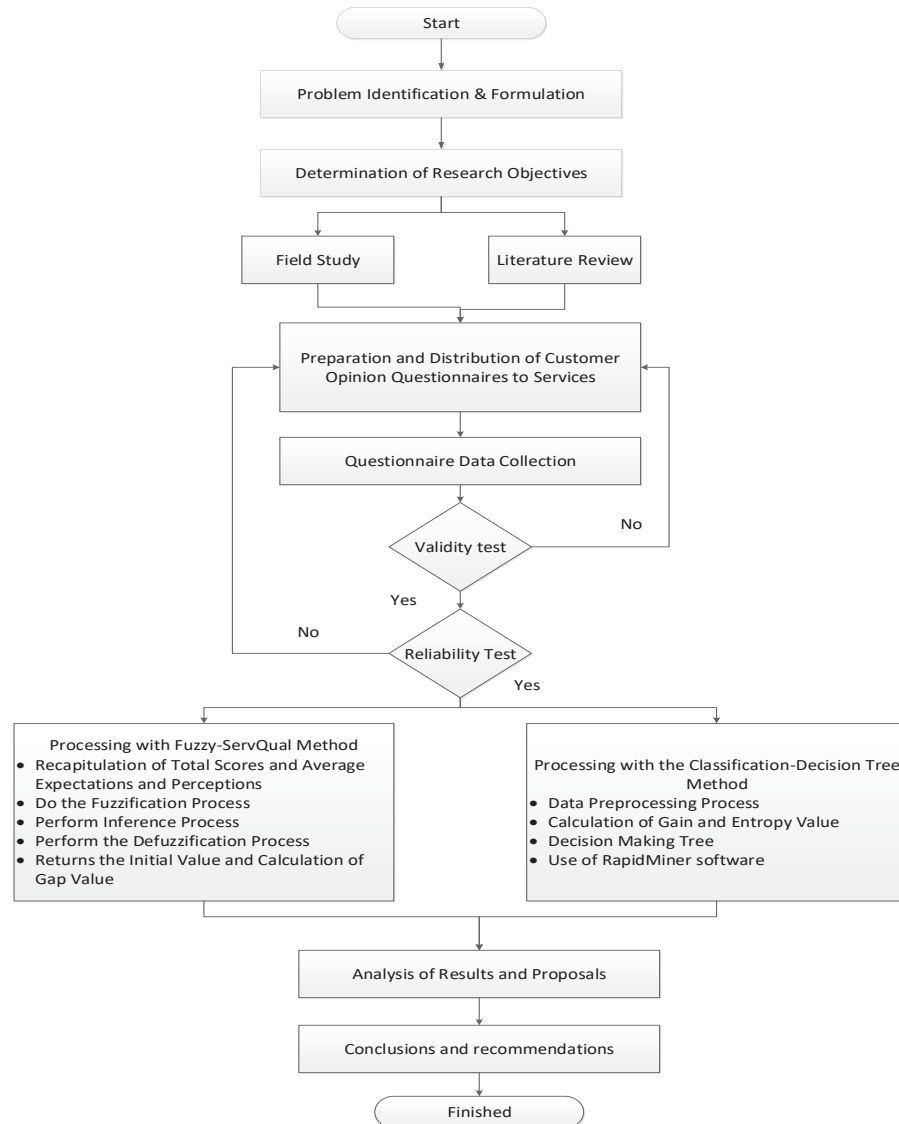 Start
Problem Identification & Formulation
Determination of Research Objectives
Field Study
Literature Review
Preparation and Distribution of Customer
Opinion Questionnaires to Services
Questionnaire Data Collection
No
Validity test
Yes
No
Reliability Test
Yes
Processing with Fuzzy-ServQual Method
• Recapitulation of Total Scores and Average
Expectations and Perceptions
• Do the Fuzzification Process
• Perform Inference Process
• Perform the Defuzzification Process
• Returns the Initial Value and Calculation of
Gap Value
Processing with the Classification-Decision Tree
Method
• Data Preprocessing Process
• Calculation of Gain and Entropy Value
• Decision Making Tree
• Use of RapidMiner software
Analysis of Results and Proposals
Conclusions and recommendations
Finished